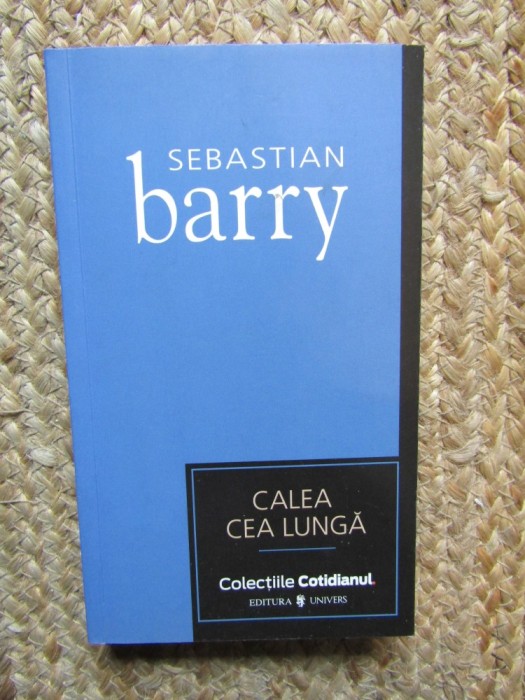 SEBASTIAN
barry
CALEA
CEA LUNGĂ
Colecțiile Cotidianul.
EDITURA UNIVERS